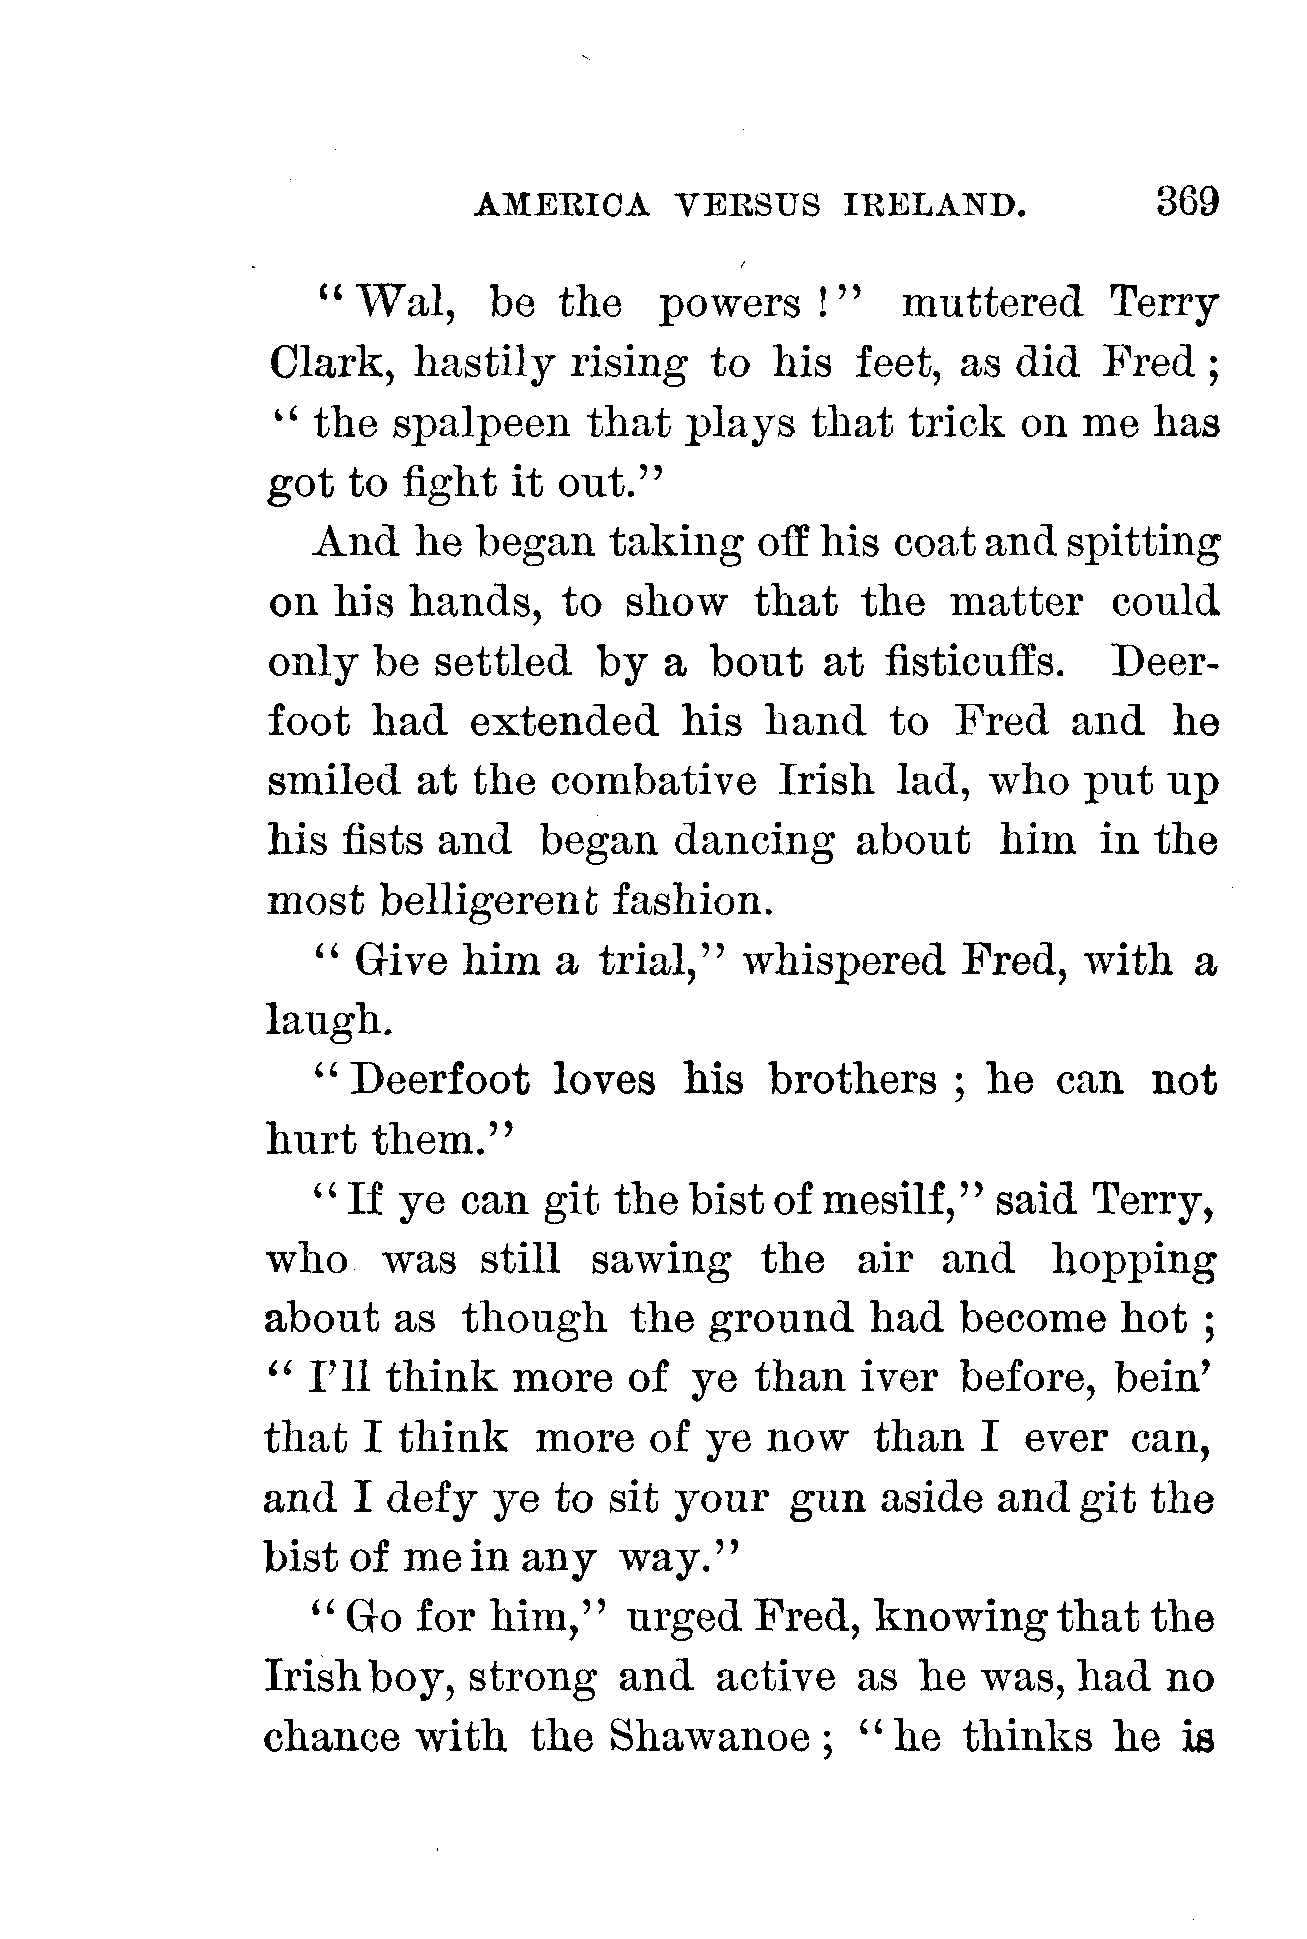 AMERICA VERSUS IRELAND. 369
“ Wal, be the powers ! ” muttered Terry
Clark, hastily rising to his feet, as did Fred ;
“ the spalpeen that plays that trick on me has
got to fight it out.”
And he began taking off his coat and spitting
on his hands, to show that the matter could
only be settled by a bout at fisticuffs. Deer-
foot had extended his hand to Fred and he
smiled at the combative Irish lad, who put up
his fists and began dancing about him in the
most belligerent fashion.
“ Give him a trial,” whispered Fred, with a
laugh.
“ Deerfoot loves his brothers ; he can not
hurt them.”
“ If ye can git the bist of mesilf,” said Terry,
who was still sawing the air and hopping
about as though the ground had become hot ;
“ I’ll think more of ye than iver before, bein’
that I think more of ye now than I ever can,
and I defy ye to sit your gun aside and git the
bist of me in any way.”
“ Go for him,” urged Fred, knowing that the
Irish boy, strong and active as he was, had no
chance with the Shawanoe ; “ he thinks he is